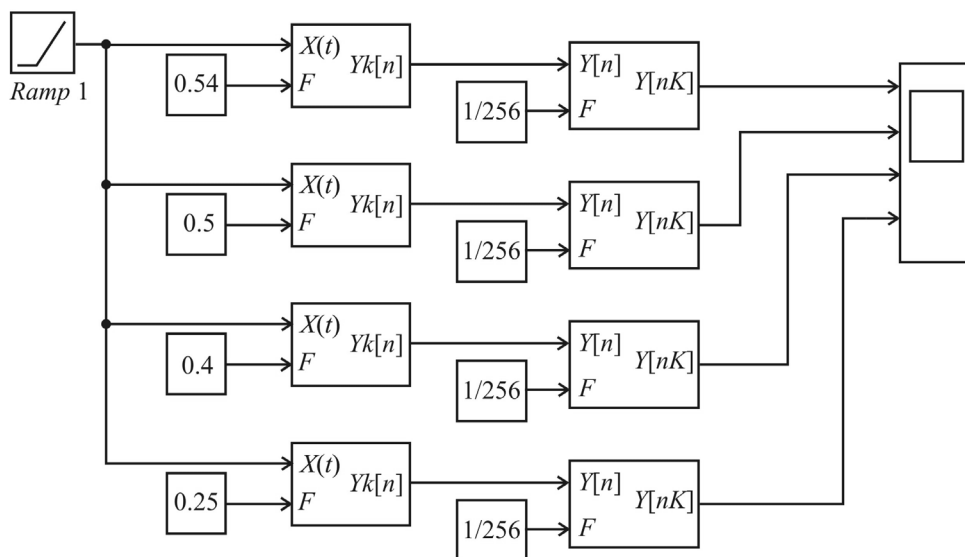 Ramp 1
X(t)
Yk[n]
0.54
F
Y[n]
Y[nK]
1/256
F
X(t)
Yk[n]
0.5
F
Y[n]
Y[nK]
1/256
F
X(t)
Yk[n]
0.4
F
Y[n]
Y[nK]
1/256
F
X(t)
Yk[n]
0.25
F
Y[n]
Y[nK]
1/256
F